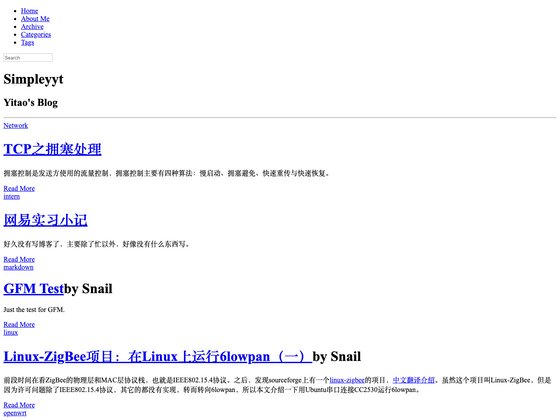 Home
About Me
Archive
Categories
Tags
Search
Simpleyyt
Yitao's Blog
Network
TCP之拥塞处理
拥塞控制是发送方使用的流量控制，拥塞控制主要有四种算法：慢启动、拥塞避免、快速重传与快速恢复。
Read More
intern
网易实习小记
好久没有写博客了，主要除了忙以外，好像没有什么东西写。
Read More
markdown
GFM Testby Snail
Just the test for GFM.
Read More
linux
Linux-ZigBee项目：在Linux上运行6lowpan（一）by Snail
前段时间在看ZigBee的物理层和MAC层协议栈，也就是IEEE802.15.4协议。之后，发现sourceforge上有一个linux-zigbee的项目，中文翻译介绍。虽然这个项目叫Linux-ZigBee，但是
因为许可问题除了IEEE802.15.4协议，其它的都没有实现，转而转向6lowpan。所以本文介绍一下用Ubuntu串口连接CC2530运行6lowpan。
Read More
openwrt